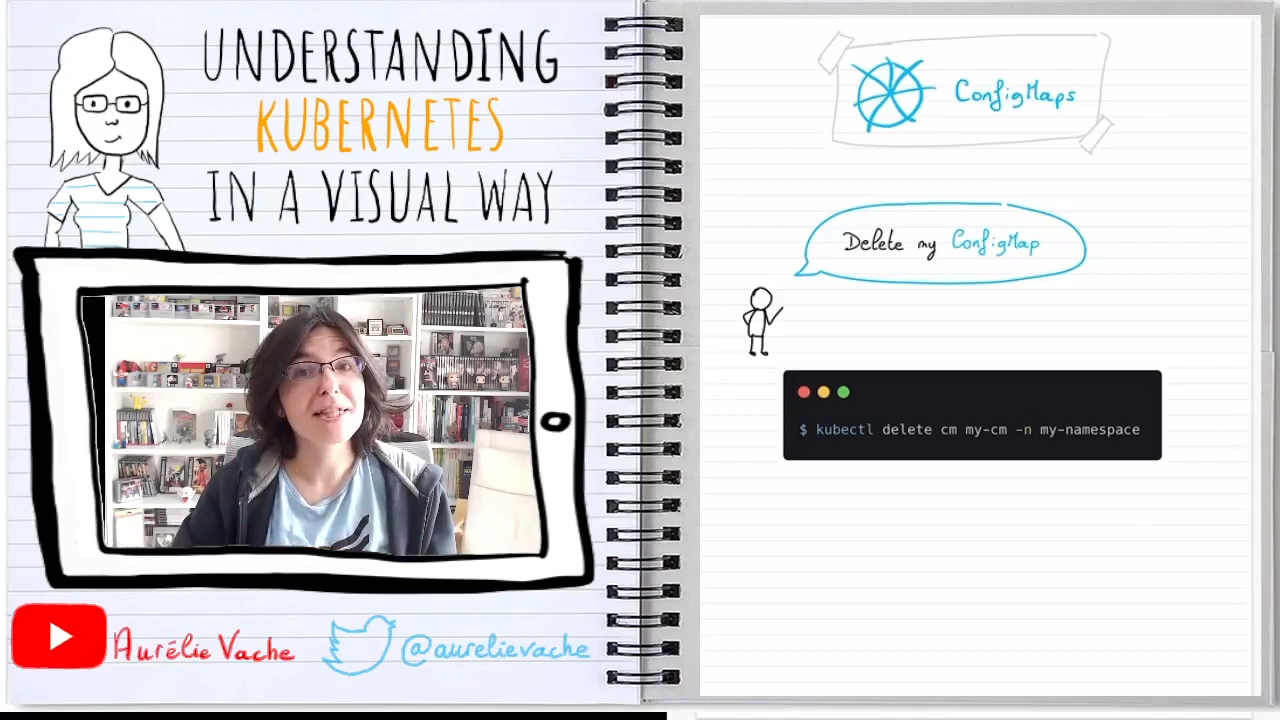 UNDERSTANDING
KUBERNETES
IN A VISUAL WAY
Aurélie Vache
@aurelievache
ConfigMaps
Delete my ConfigMap
$ kubectl delete cm my-cm -n my-namespace